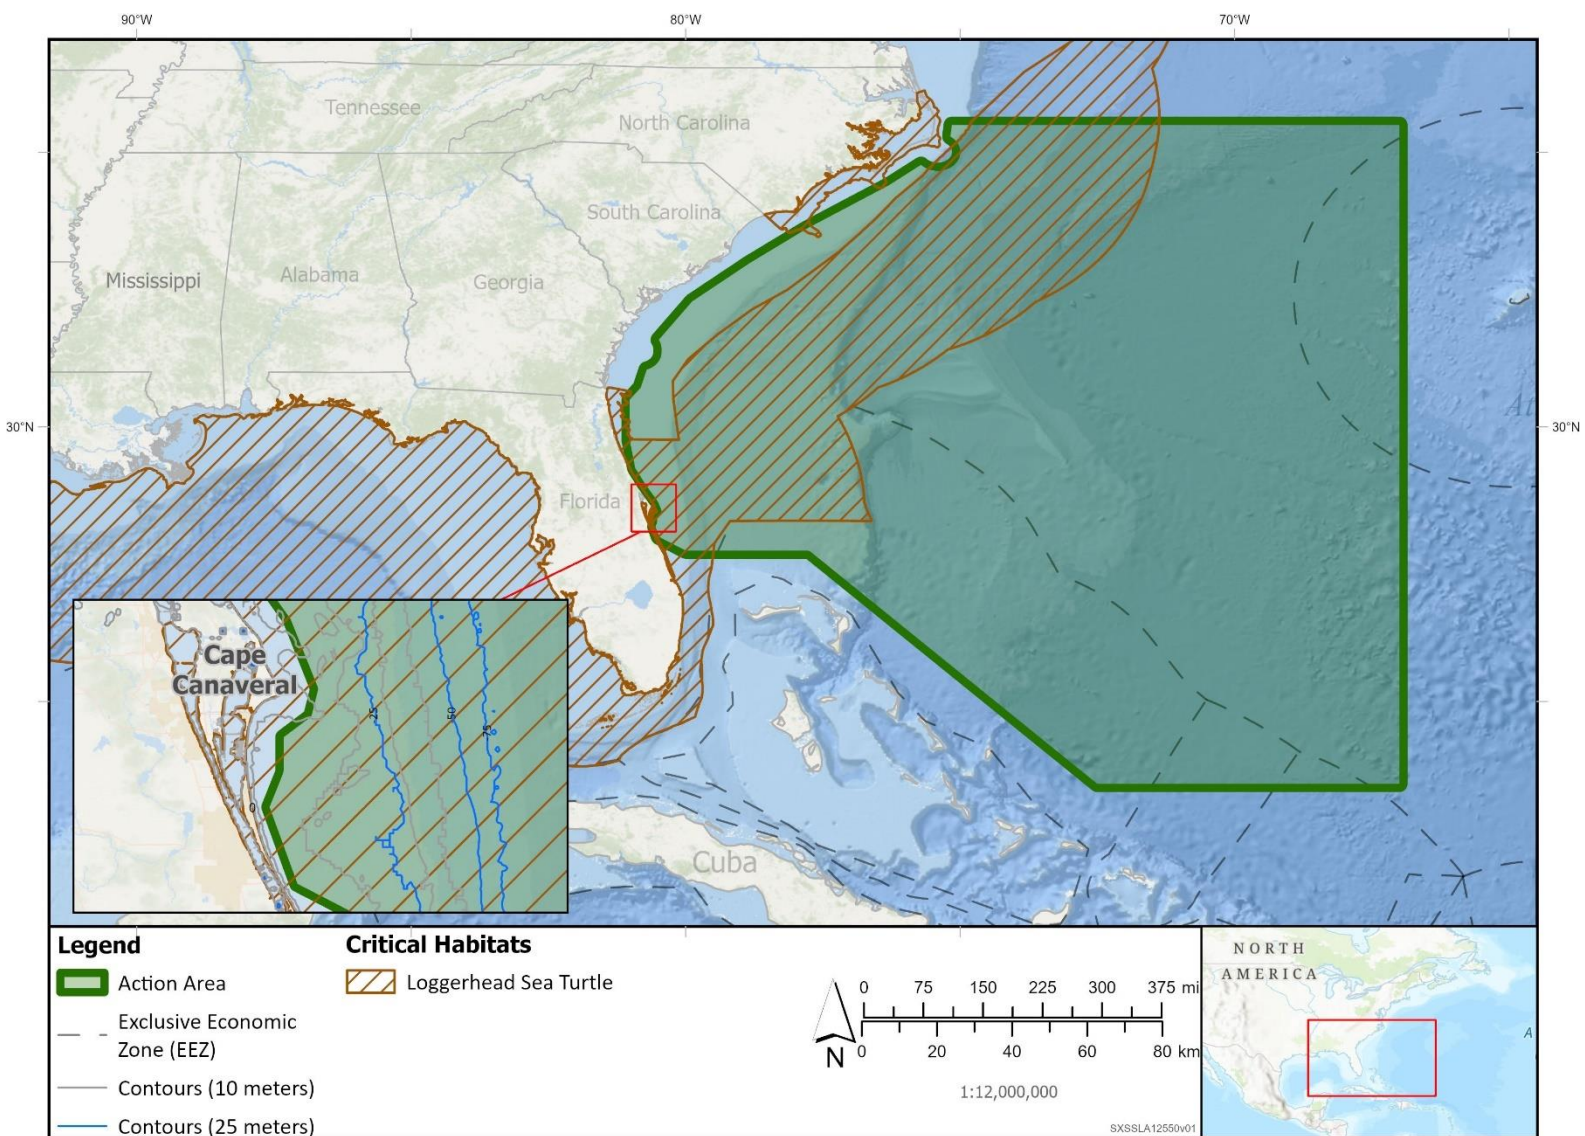 90°W 80°W 70°W
Tennessee
North Carolina
South Carolina
Mississippi
Alabama
Georgia
30°N
30°N
Florida
Cape
Canaveral
25
50
75
0
Cuba
Legend
Action Area
Exclusive Economic
Zone (EEZ)
Contours (10 meters)
Contours (25 meters)
Critical Habitats
Loggerhead Sea Turtle
N
0 75 150 225 300 375 mi
0 20 40 60 80 km
1:12,000,000
SXSSLA12550v01
NORTH
AMERICA
A